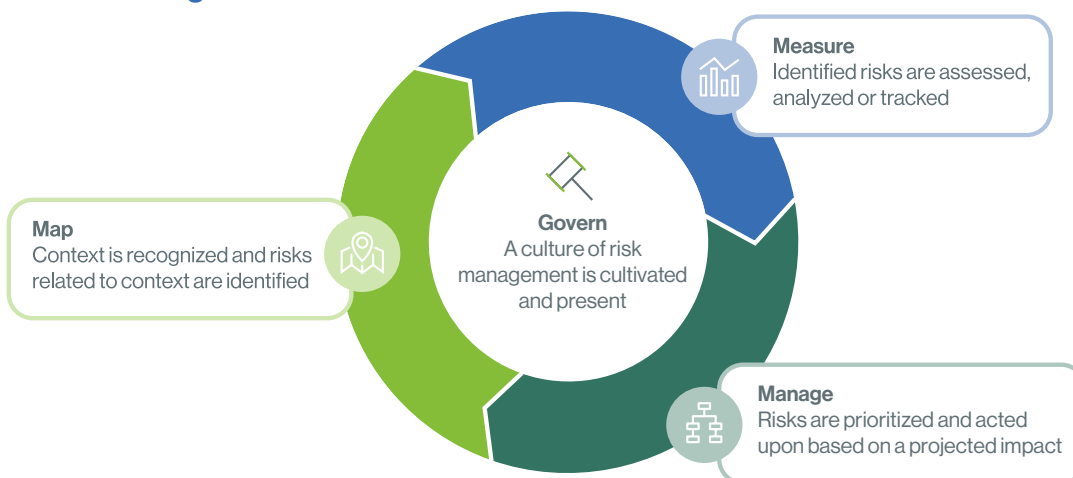 Measure
Identified risks are assessed,
analyzed or tracked
Map
Context is recognized and risks
related to context are identified
Govern
A culture of risk
management is cultivated
and present
Manage
Risks are prioritized and acted
upon based on a projected impact